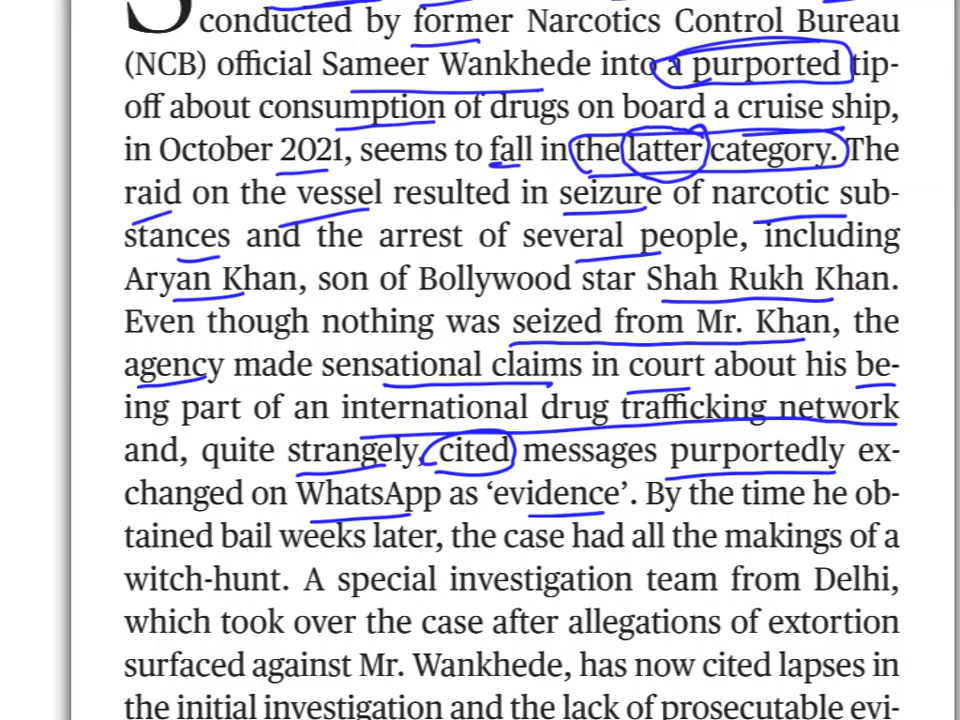 S
conducted by former Narcotics Control Bureau
(NCB) official Sameer Wankhede into a purported tip-
off about consumption of drugs on board a cruise ship,
in October 2021, seems to fall in the latter category. The
raid on the vessel resulted in seizure of narcotic sub-
stances and the arrest of several people, including
Aryan Khan, son of Bollywood star Shah Rukh Khan.
Even though nothing was seized from Mr. Khan, the
agency made sensational claims in court about his be-
ing part of an international drug trafficking network
and, quite strangely, cited messages purportedly ex-
changed on WhatsApp as ‘evidence’. By the time he ob-
tained bail weeks later, the case had all the makings of a
witch-hunt. A special investigation team from Delhi,
which took over the case after allegations of extortion
surfaced against Mr. Wankhede, has now cited lapses in
the initial investigation and the lack of prosecutable evi-